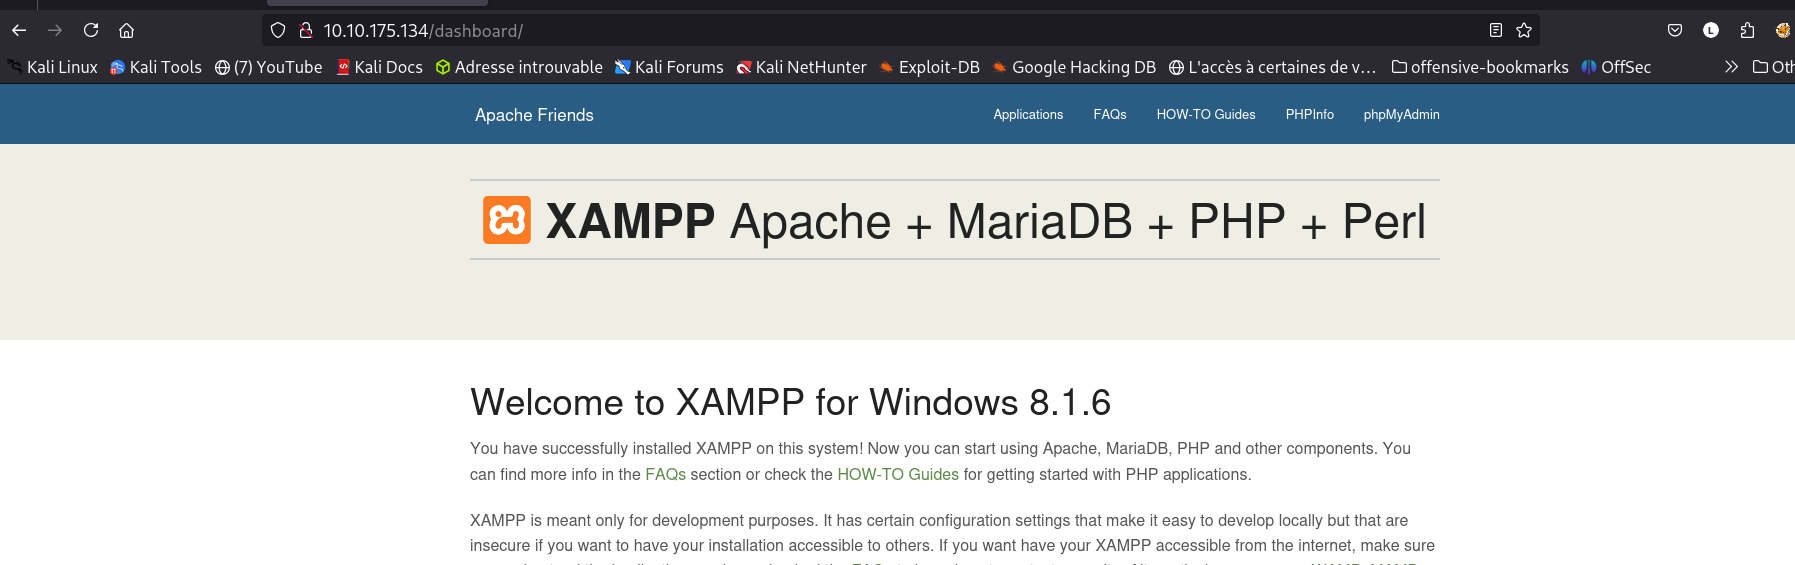 10.10.175.134/dashboard/
L
Kali Linux Kali Tools (7) YouTube Kali Docs Adresse introuvable Kali Forums Kali NetHunter Exploit-DB Google Hacking DB L'accès à certaines de v... offensive-bookmarks OffSec Oth
Apache Friends Applications FAQs HOW-TO Guides PHPInfo phpMyAdmin
XAMPP Apache + MariaDB + PHP + Perl
Welcome to XAMPP for Windows 8.1.6
You have successfully installed XAMPP on this system! Now you can start using Apache, MariaDB, PHP and other components. You
can find more info in the FAQs section or check the HOW-TO Guides for getting started with PHP applications.
XAMPP is meant only for development purposes. It has certain configuration settings that make it easy to develop locally but that are
insecure if you want to have your installation accessible to others. If you want have your XAMPP accessible from the internet, make sure